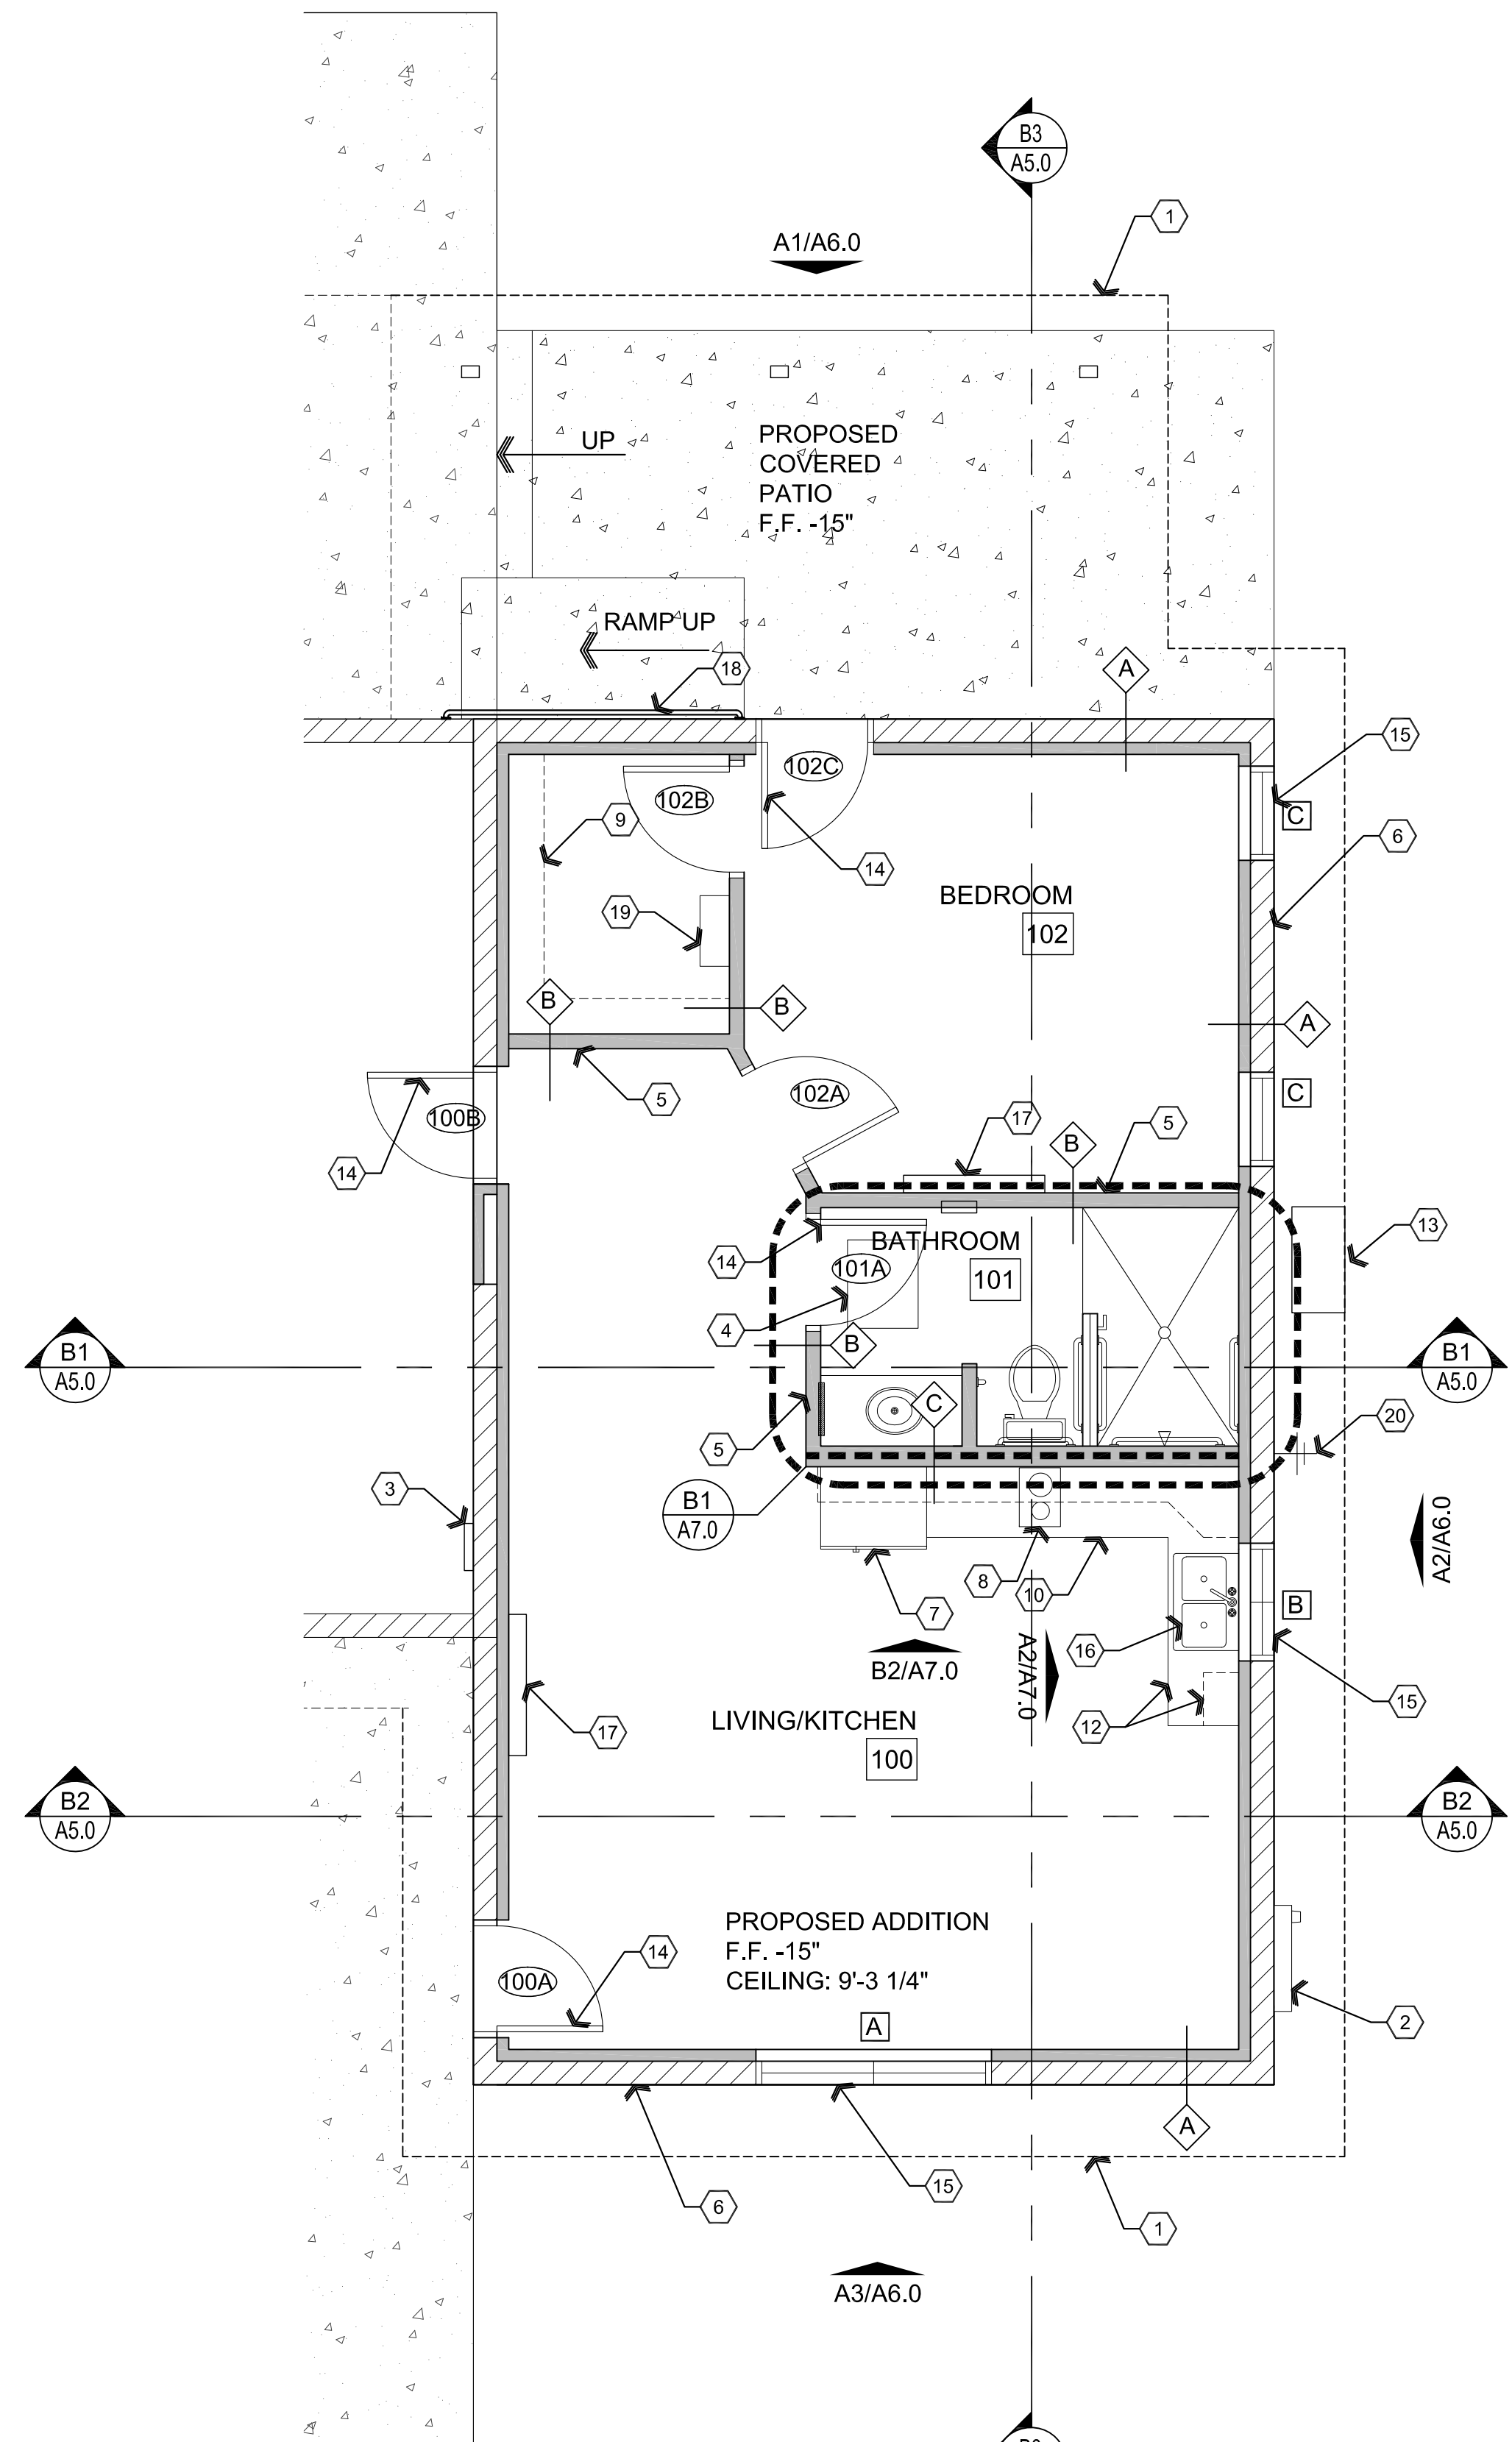 B3
A5.0
1
A1/A6.0
UP
PROPOSED
COVERED
PATIO
F.F. -15"
RAMP UP
18
A
15
102C
102B
C
9
6
14
BEDROOM
19
102
B
B
A
5
102A
C
100B
17
5
B
14
13
BATHROOM
14
101A
101
4
B
B1
A5.0
B1
A5.0
C
20
5
3
B1
A7.0
A2/A6.0
8
10
7
B
16
B2/A7.0
A2/A7.0
15
17
LIVING/KITCHEN
12
100
B2
A5.0
B2
A5.0
PROPOSED ADDITION
F.F. -15"
14
100A
CEILING: 9'-3 1/4"
A
2
A
15
6
1
A3/A6.0